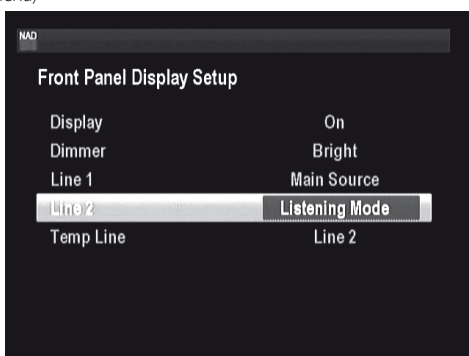 NAD
Front Panel Display Setup
Display On
Dimmer Bright
Line 1 Main Source
Line 2 Listening Mode
Temp Line Line 2